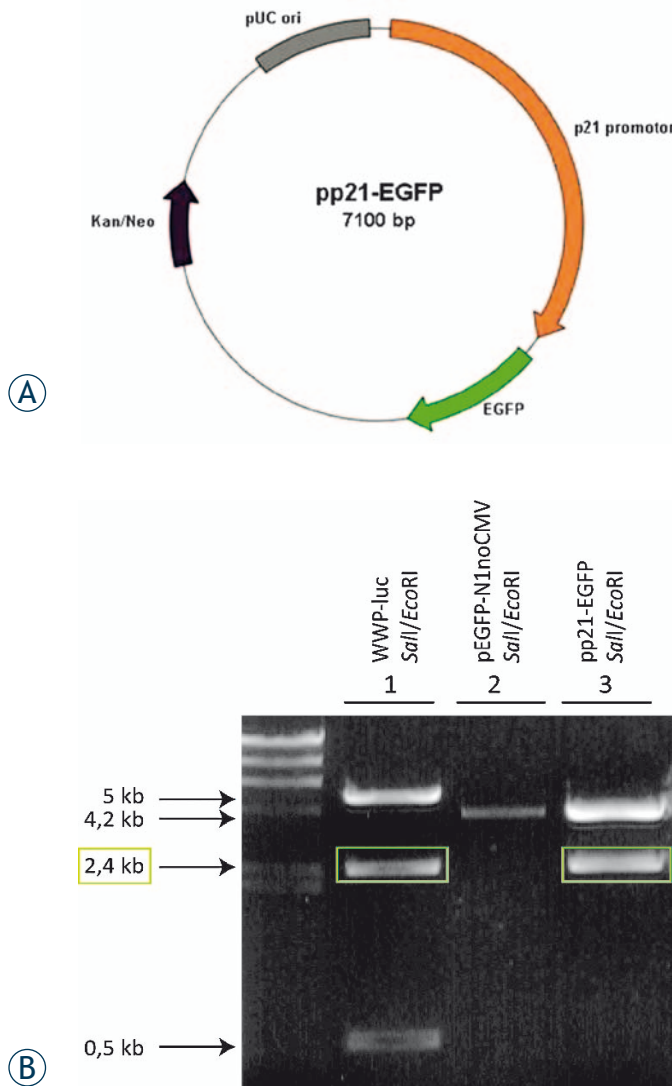 pUC ori
p21 promotor
pp21-EGFP
7100 bp
Kan/Neo
EGFP
A
WWP-luc
SalI/EcoRI
1
pEGFP-N1noCMV
SalI/EcoRI
2
pp21-EGFP
SalI/EcoRI
3
5 kb
4,2 kb
2,4 kb
0,5 kb
B